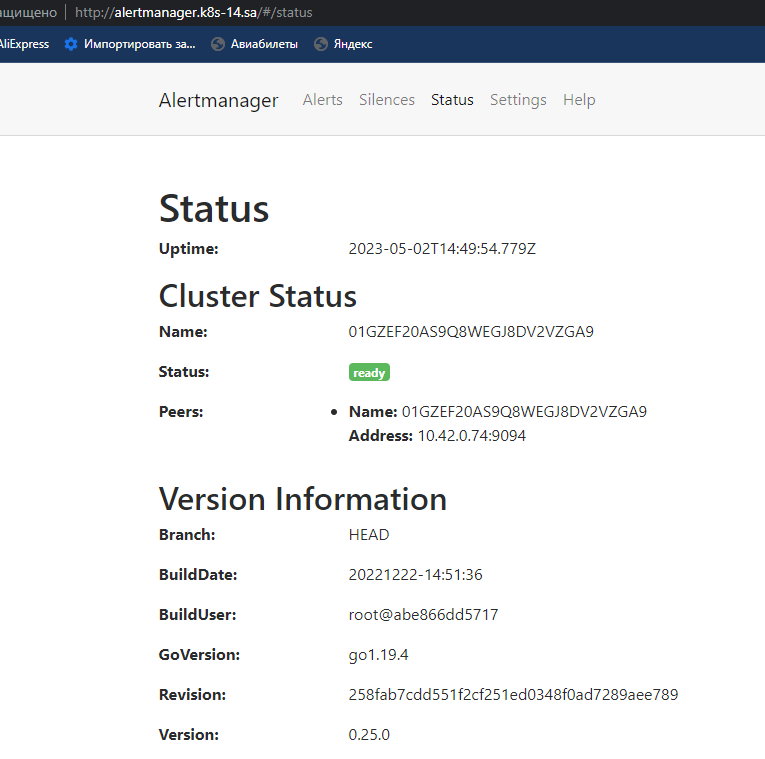 http://alertmanager.k8s-14.sa/#/status
AliExpress Импортировать за... Авиабилеты Яндекс
Alertmanager Alerts Silences Status Settings Help
Status
Uptime: 2023-05-02T14:49:54.779Z
Cluster Status
Name: 01GZEF20AS9Q8WEGJ8DV2VZGA9
Status: ready
Peers: • Name: 01GZEF20AS9Q8WEGJ8DV2VZGA9
Address: 10.42.0.74:9094
Version Information
Branch: HEAD
BuildDate: 20221222-14:51:36
BuildUser: root@abe866dd5717
GoVersion: go1.19.4
Revision: 258fab7cdd551f2cf251ed0348f0ad7289aee789
Version: 0.25.0